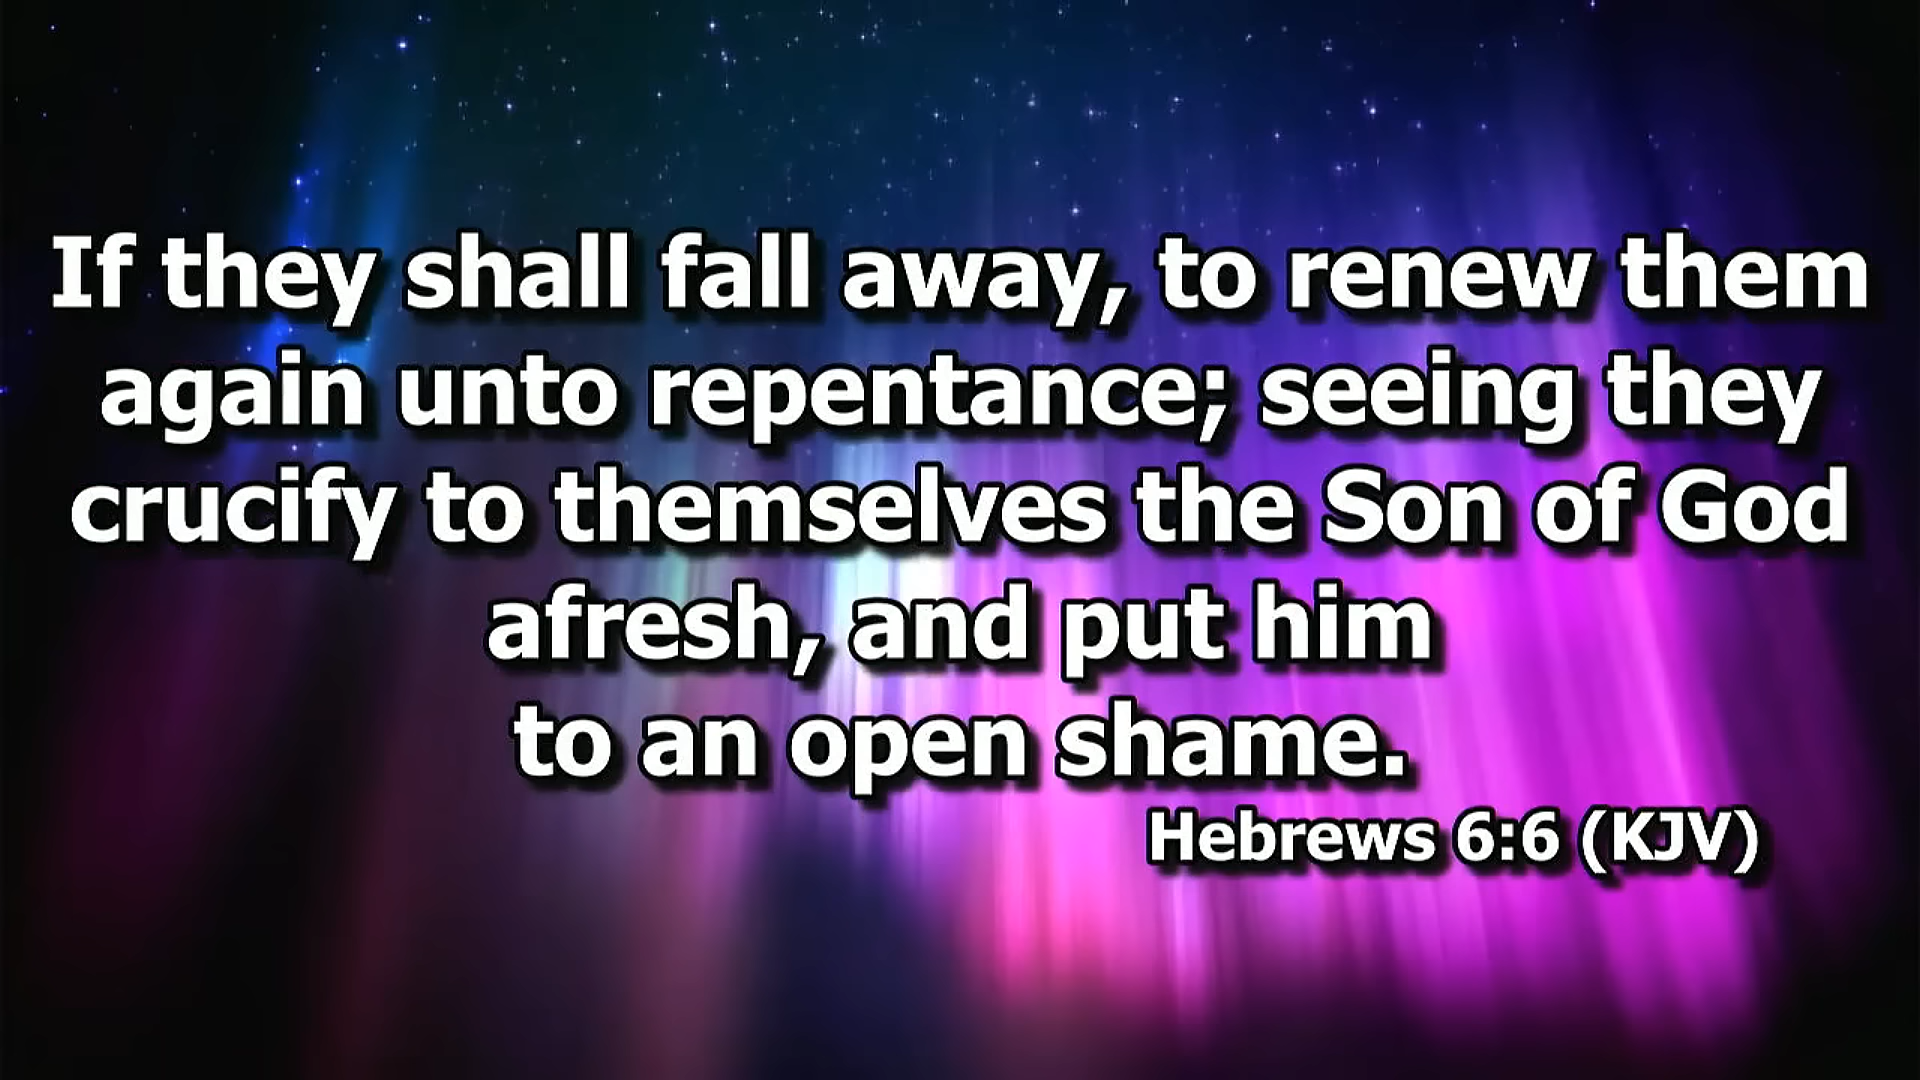 If they shall fall away, to renew them
again unto repentance; seeing they
crucify to themselves the Son of God
afresh, and put him
to an open shame.
Hebrews 6:6 (KJV)